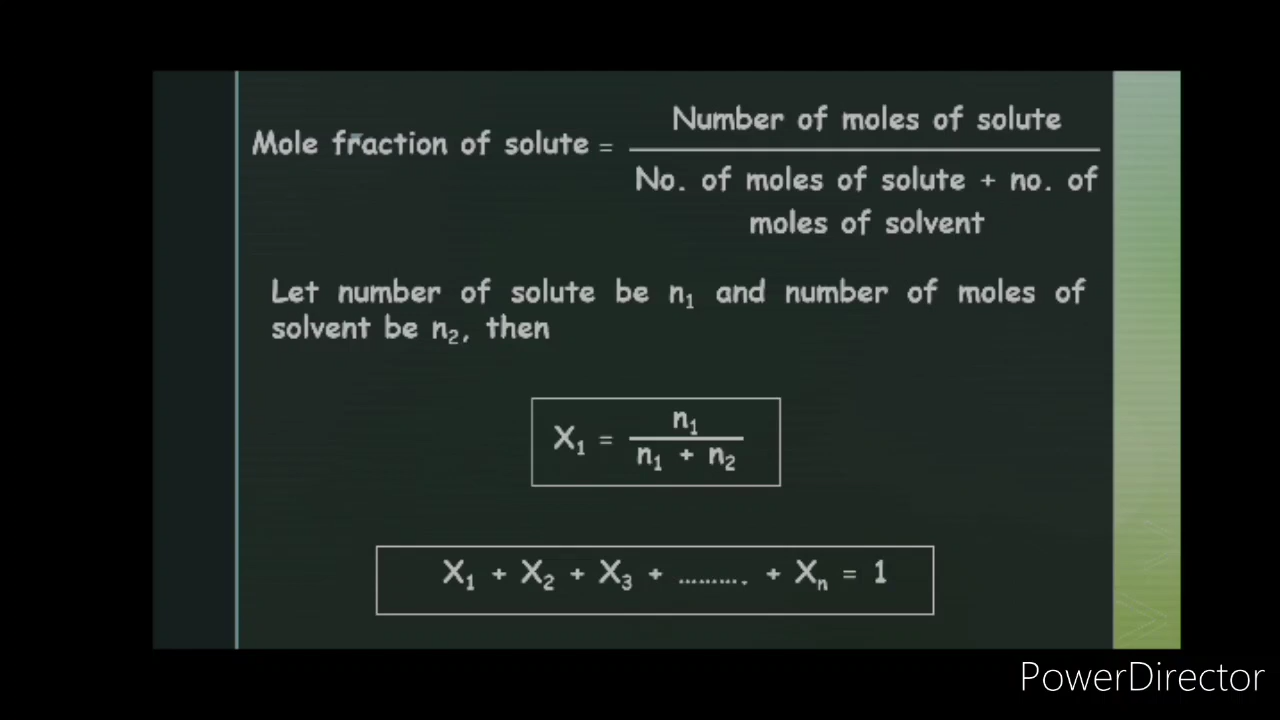 Number of moles of solute
Mole fraction of solute =
No. of moles of solute + no. of
moles of solvent
Let number of solute be n₁ and number of moles of
solvent be n₂, then
n₁
X₁ =
n₁ + n₂
X₁ + X₂ + X₃ + .......... + Xₙ = 1
PowerDirector